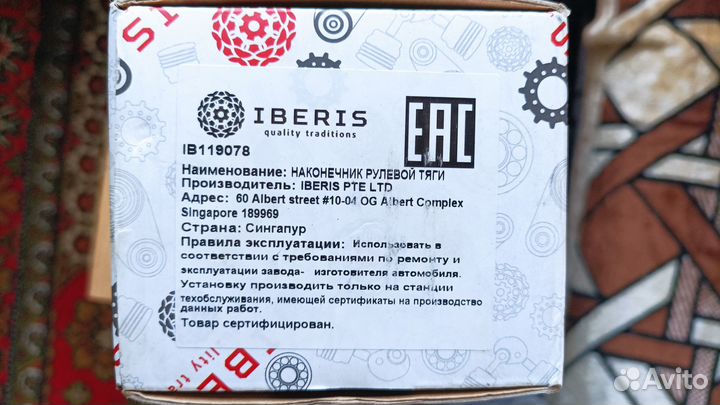 IBERIS
quality traditions
EAC
IB119078
Наименование: НАКОНЕЧНИК РУЛЕВОЙ ТЯГИ
Производитель: IBERIS PTE LTD
Адрес: 60 Albert street #10-04 OG Albert Complex
Singapore 189969
Страна: Сингапур
Правила эксплуатации: Использовать в
соответствии с требованиями по ремонту и
эксплуатации завода- изготовителя автомобиля.
Установку производить только на станции
техобслуживания, имеющей сертификаты на производство
данных работ.
Товар сертифицирован.
Avito